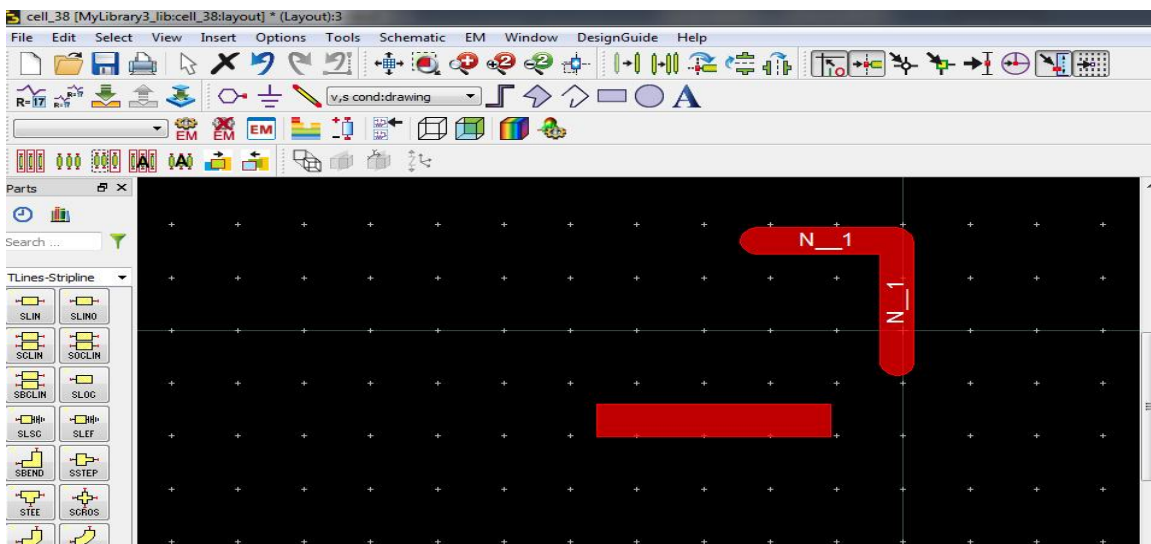 cell_38 [MyLibrary3_lib:cell_38:layout] * (Layout):3
File Edit Select View Insert Options Tools Schematic EM Window DesignGuide Help
v,s cond:drawing
EM EM EM
Parts
Search ...
TLines-Stripline
SLIN SLINO
SCLIN SOCLIN
SBCLIN SLOC
SLSC SLEF
SBEND SSTEP
STEE SCROS
N__1
N__1